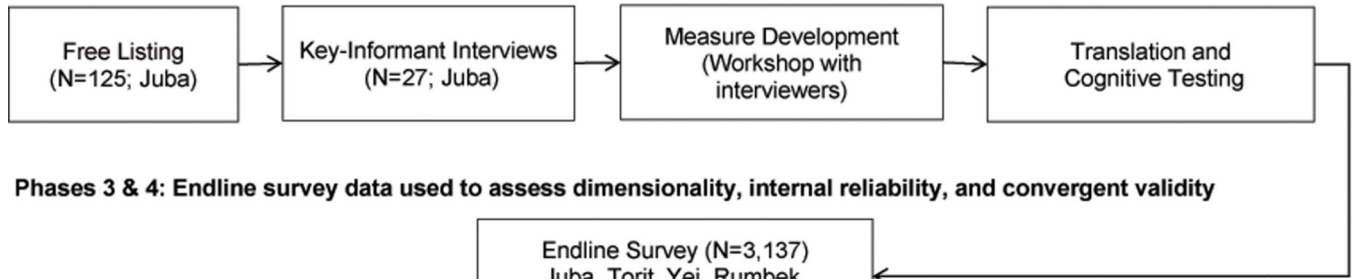 Free Listing
(N=125; Juba)
Key-Informant Interviews
(N=27; Juba)
Measure Development
(Workshop with
interviewers)
Translation and
Cognitive Testing
Phases 3 & 4: Endline survey data used to assess dimensionality, internal reliability, and convergent validity
Endline Survey (N=3,137)
Juba, Torit, Yei, Rumbek